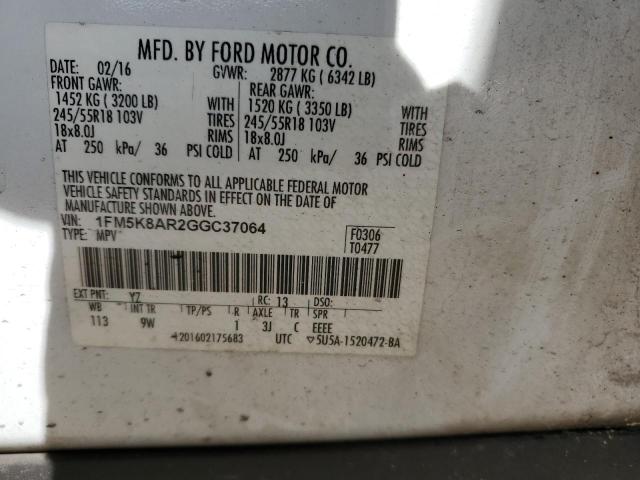 MFD. BY FORD MOTOR CO.
DATE: 02/16 GVWR: 2877 KG ( 6342 LB)
FRONT GAWR: REAR GAWR:
1452 KG ( 3200 LB) WITH 1520 KG ( 3350 LB) WITH
245/55R18 103V TIRES 245/55R18 103V TIRES
18x8.0J RIMS 18x8.0J RIMS
AT 250 kPa/ 36 PSI COLD AT 250 kPa/ 36 PSI COLD
THIS VEHICLE CONFORMS TO ALL APPLICABLE FEDERAL MOTOR
VEHICLE SAFETY STANDARDS IN EFFECT ON THE DATE OF
MANUFACTURE SHOWN ABOVE.
VIN: 1FM5K8AR2GGC37064 F0306
TYPE: MPV T0477
EXT PNT: YZ RC: 13 DSO:
WB INT TR TP/PS R AXLE TR SPR
113 9W 1 3J C EEEE
201602175683 UTC ▽5U5A-1520472-BA